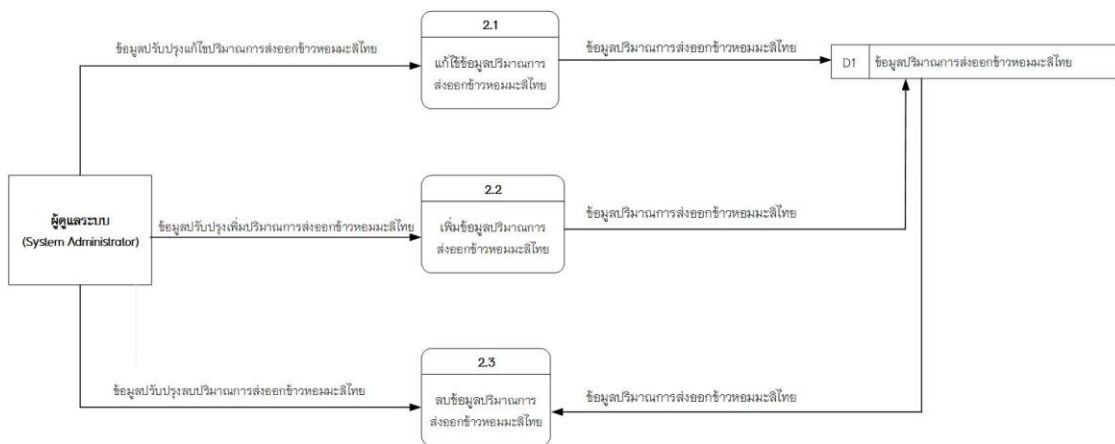 2.1
ข้อมูลปรับปรุงแก้ไขปริมาณการส่งออกข้าวหอมมะลิไทย
ข้อมูลปริมาณการส่งออกข้าวหอมมะลิไทย
แก้ไข้ข้อมูลปริมาณการ
ส่งออกข้าวหอมมะลิไทย
D1
ข้อมูลปริมาณการส่งออกข้าวหอมมะลิไทย
2.2
ผู้ดูแลระบบ
(System Administrator)
ข้อมูลปรับปรุงเพิ่มปริมาณการส่งออกข้าวหอมมะลิไทย
เพิ่มข้อมูลปริมาณการ
ส่งออกข้าวหอมมะลิไทย
ข้อมูลปริมาณการส่งออกข้าวหอมมะลิไทย
2.3
ข้อมูลปรับปรุงลบปริมาณการส่งออกข้าวหอมมะลิไทย
ลบข้อมูลปริมาณการ
ส่งออกข้าวหอมมะลิไทย
ข้อมูลปริมาณการส่งออกข้าวหอมมะลิไทย